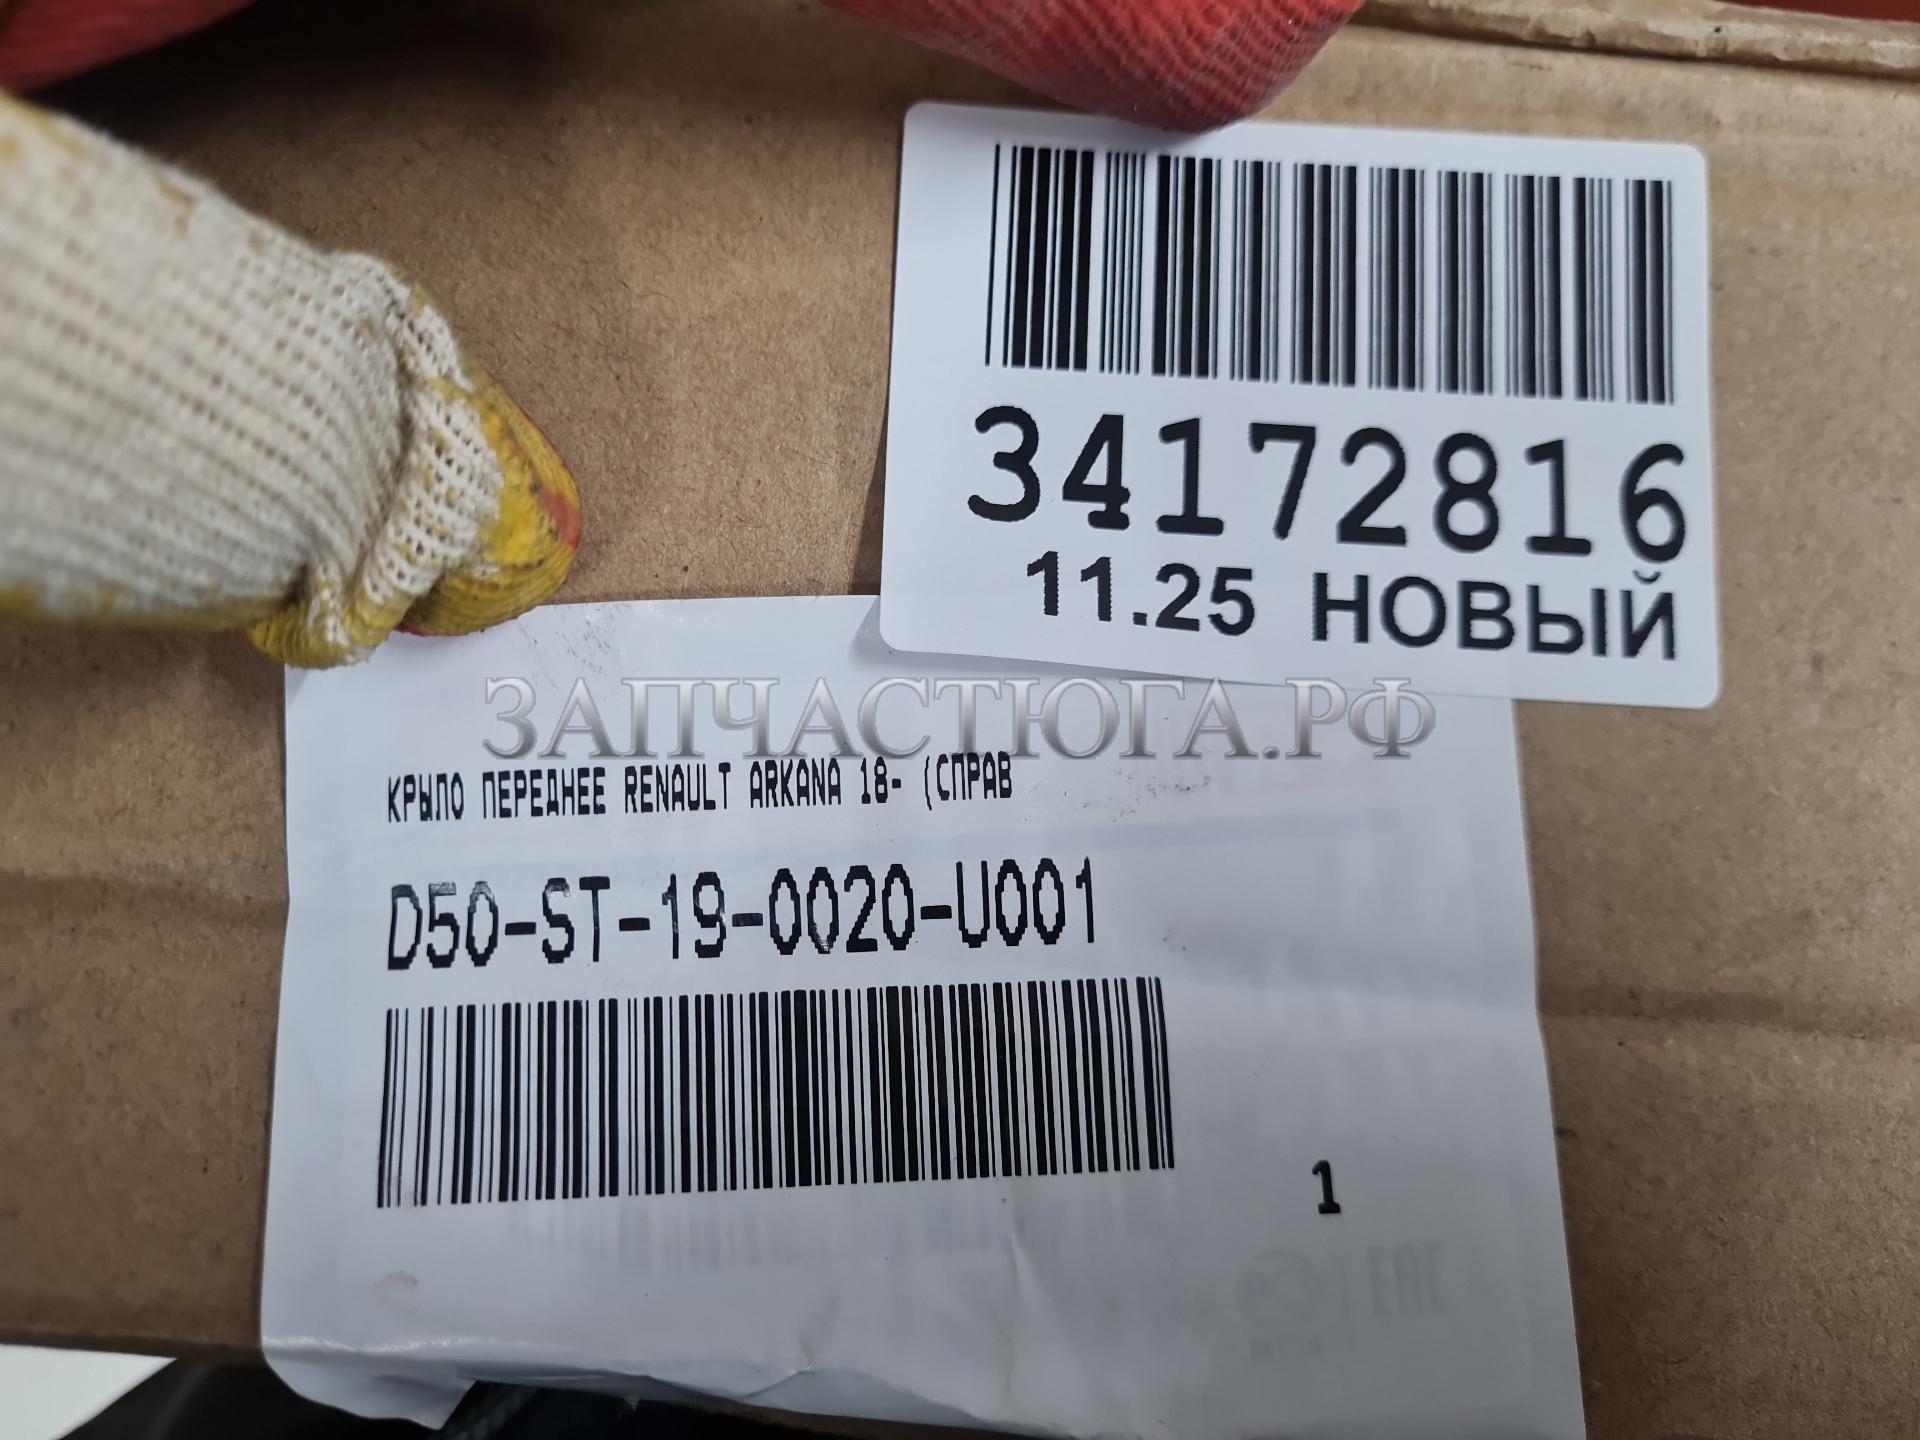 34172816
11.25 НОВЫЙ
ЗАПЧАСТЮГА.РФ
КРЫЛО ПЕРЕДНЕЕ RENAULT ARKANA 18- (СПРАВ
D50-ST-19-0020-U001
1